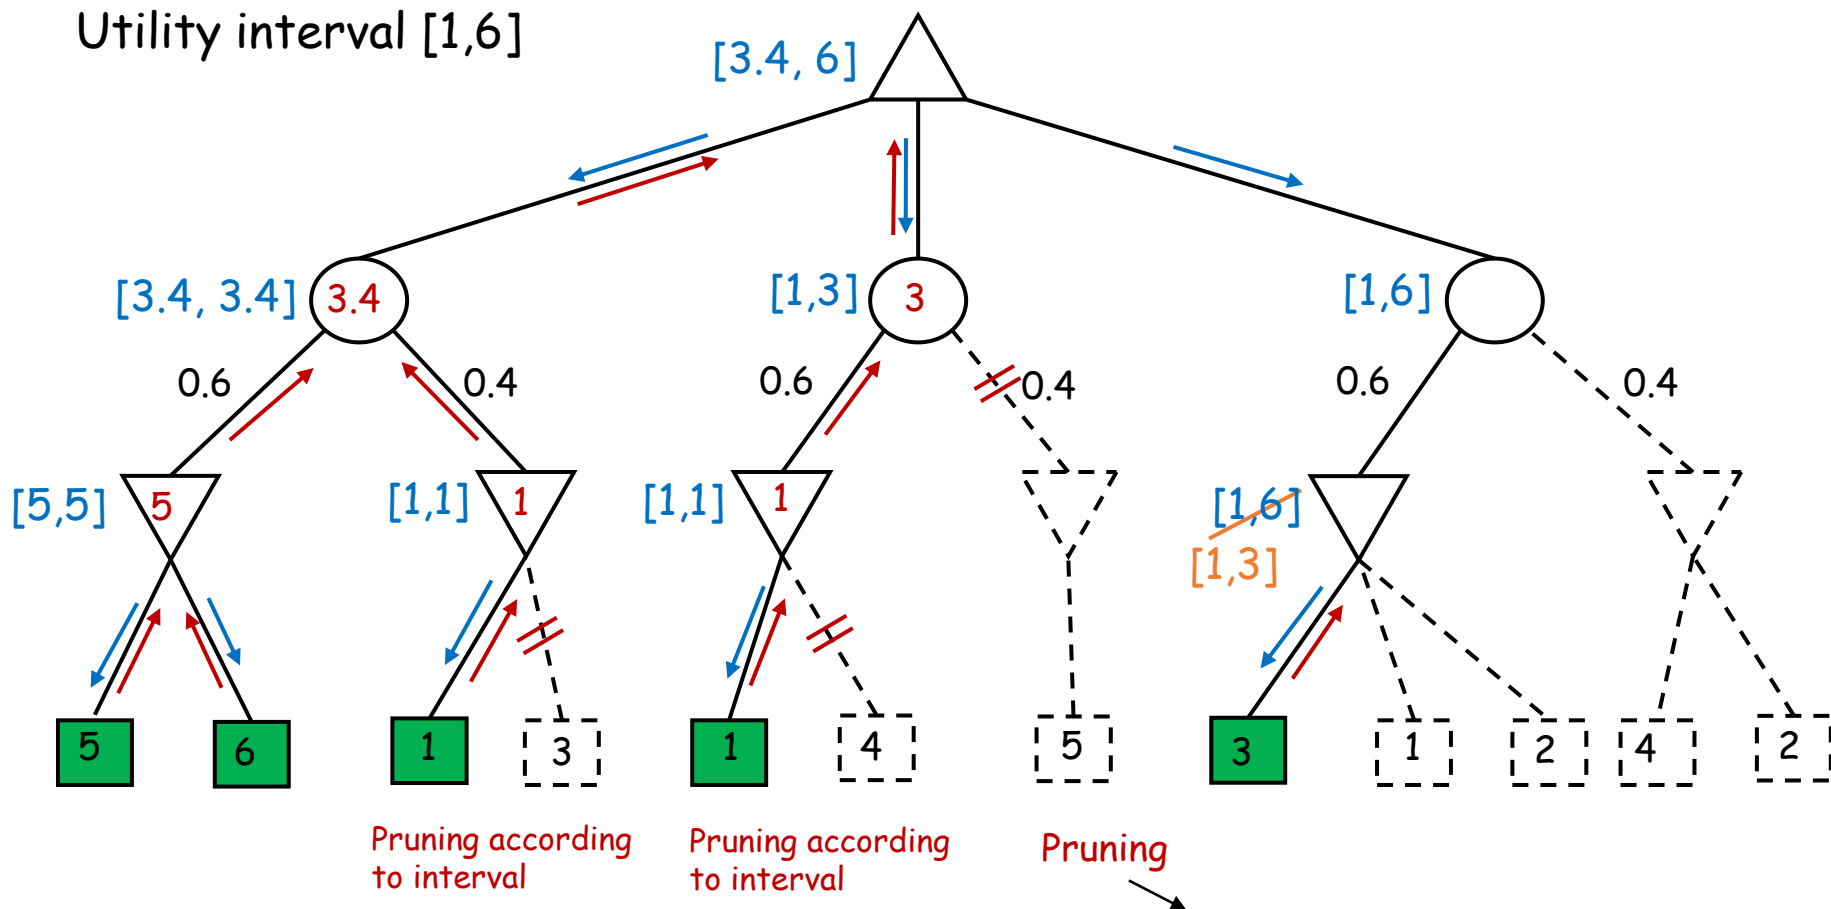 Utility interval [1,6]
[3.4, 6]
[3.4, 3.4] 3.4
[1,3] 3
[1,6]
0.6 0.4
0.6 0.4
0.6 0.4
[5,5] 5
[1,1] 1
[1,1] 1
[1,6]
[1,3]
5 6 1 3 1 4 5 3 1 2 4 2
Pruning according
to interval
Pruning according
to interval
Pruning